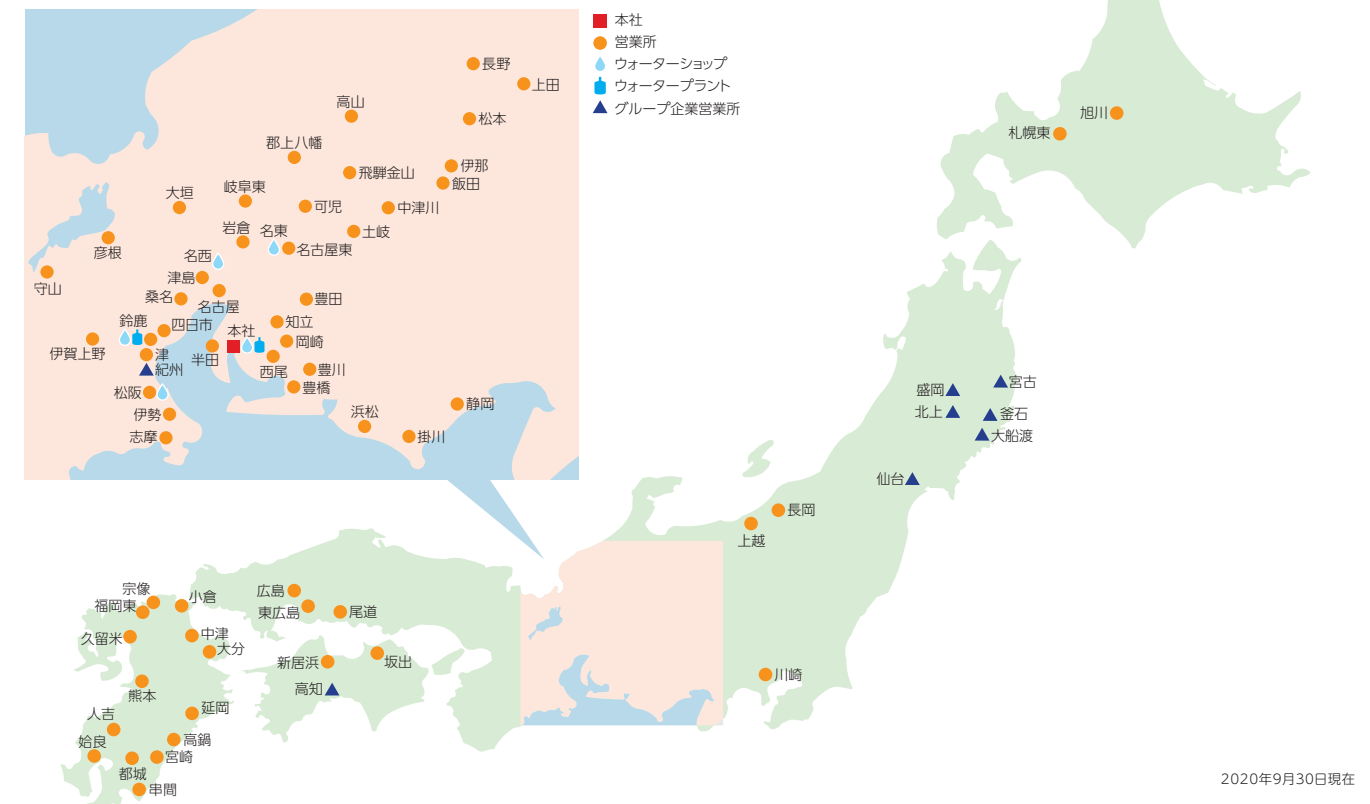 本社
営業所
ウォーターショップ
ウォータープラント
グループ企業営業所
長野
上田
高山
松本
郡上八幡
伊那
飛騨金山
飯田
大垣
岐阜東
可児
中津川
岩倉
名東
土岐
彦根
名古屋東
名西
津島
守山
桑名
名古屋
豊田
鈴鹿
四日市
本社
知立
岡崎
伊賀上野
津
半田
西尾
紀州
豊川
松阪
豊橋
伊勢
浜松
静岡
志摩
掛川
旭川
札幌東
盛岡
宮古
北上
釜石
大船渡
仙台
長岡
上越
川崎
宗像
小倉
福岡東
久留米
中津
大分
熊本
人吉
延岡
姶良
高鍋
宮崎
都城
串間
広島
東広島
尾道
新居浜
坂出
高知
2020年9月30日現在